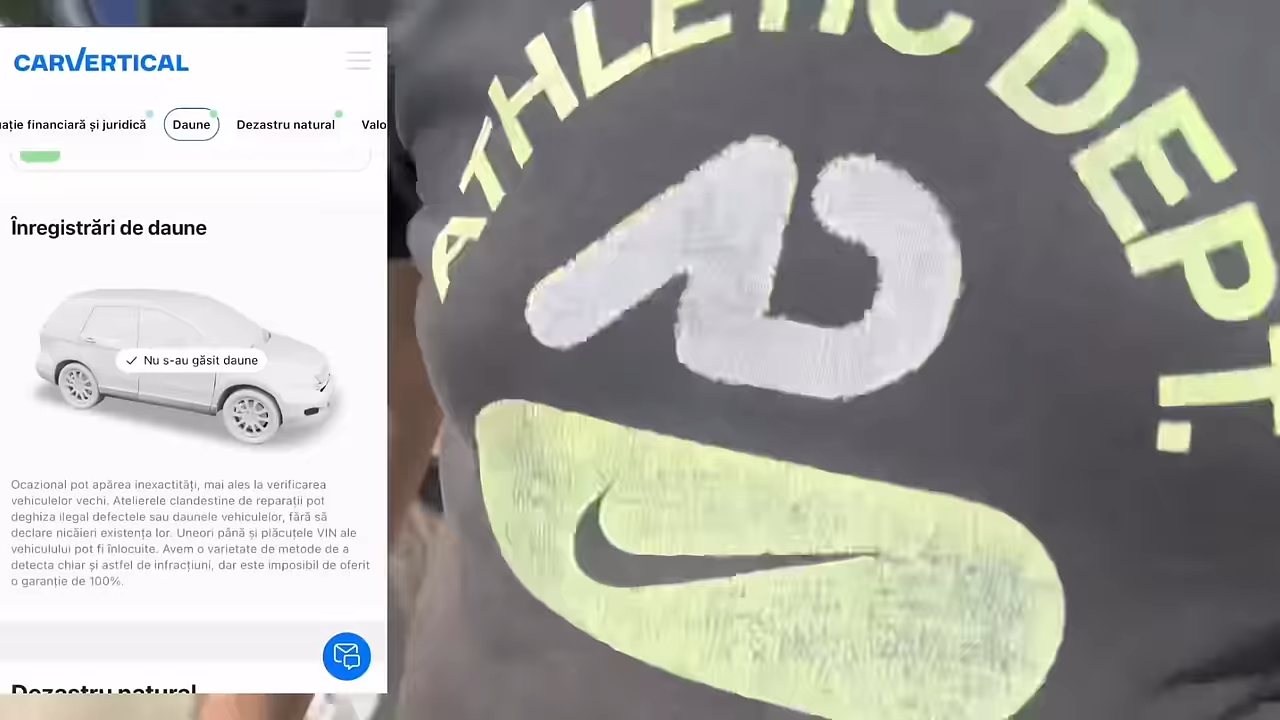 CARVERTICAL
ație financiară și juridică
Daune
Dezastru natural
Valo
Înregistrări de daune
Nu s-au găsit daune
Ocazional pot apărea inexactități, mai ales la verificarea
vehiculelor vechi. Atelierele clandestine de reparații pot
deghiza ilegal defectele sau daunele vehiculelor, fără să
declare nicăieri existența lor. Uneori până și plăcuțele VIN ale
vehiculului pot fi înlocuite. Avem o varietate de metode de a
detecta chiar și astfel de infracțiuni, dar este imposibil de oferit
o garanție de 100%.
Dezastru natural
ATHLETIC DEPT.